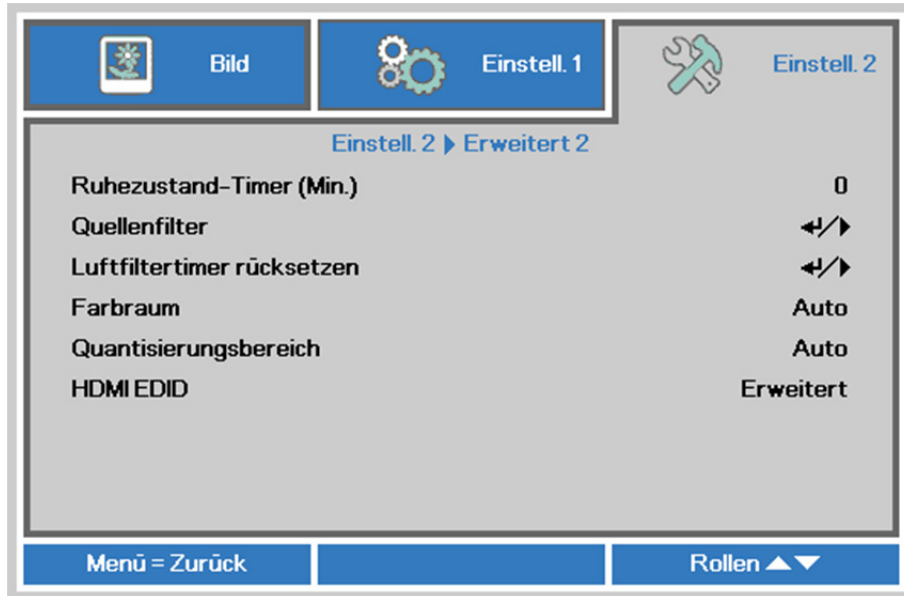 Bild
Einstell. 1
Einstell. 2
Einstell. 2 ▶ Erweitert 2
Ruhezustand-Timer (Min.) 0
Quellenfilter ↵/▶
Luftfiltertimer rücksetzen ↵/▶
Farbraum Auto
Quantisierungsbereich Auto
HDMI EDID Erweitert
Menü = Zurück
Rollen ▲▼